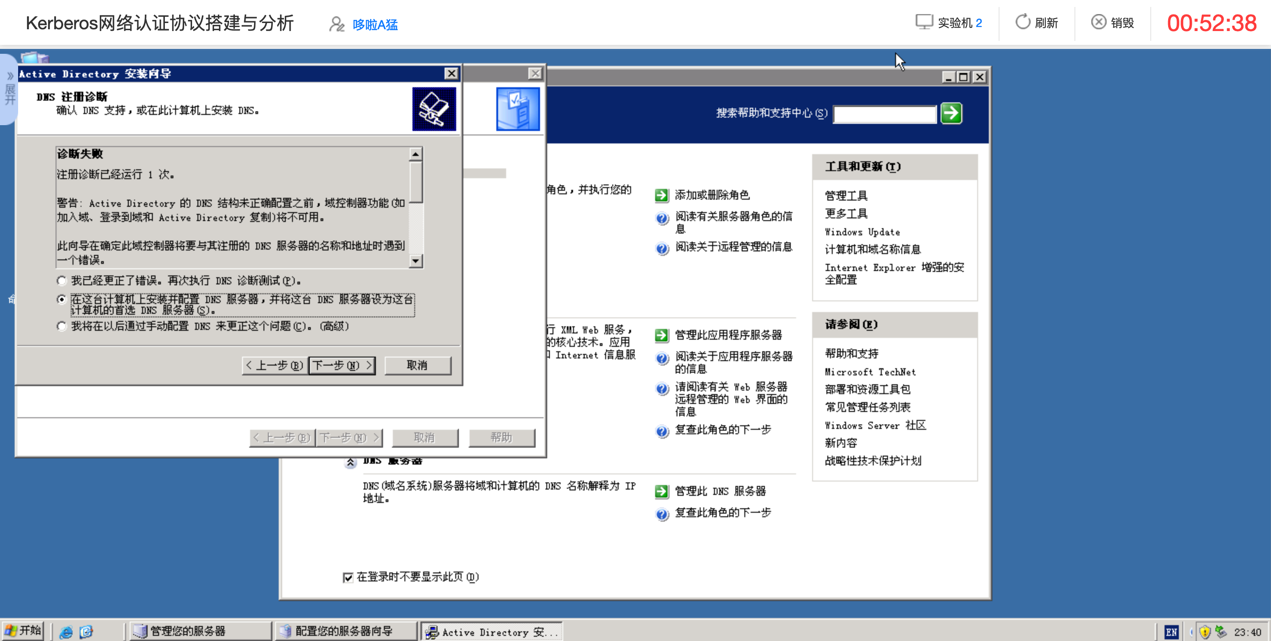 Kerberos网络认证协议搭建与分析
哆啦A猛
实验机 2
刷新
销毁
00:52:38
展开
Active Directory 安装向导
DNS 注册诊断
确认 DNS 支持，或在此计算机上安装 DNS。
诊断失败
注册诊断已经运行 1 次。
警告: Active Directory 的 DNS 结构未正确配置之前，域控制器功能(如
加入域、登录到域和 Active Directory 复制)将不可用。
此向导在确定此域控制器将要与其注册的 DNS 服务器的名称和地址时遇到
一个错误。
我已经更正了错误。再次执行 DNS 诊断测试(P)。
在这台计算机上安装并配置 DNS 服务器，并将这台 DNS 服务器设为这台
计算机的首选 DNS 服务器(S)。
我将在以后通过手动配置 DNS 来更正这个问题(C)。(高级)
< 上一步(B)
下一步(N) >
取消
< 上一步(B)
下一步(N) >
取消
帮助
搜索帮助和支持中心(S)
角色，并执行您的
添加或删除角色
阅读有关服务器角色的信
息
阅读关于远程管理的信息
行 XML Web 服务，
的核心技术。应用
Internet 信息服
管理此应用程序服务器
阅读关于应用程序服务器
的信息
请阅读有关 Web 服务器
远程管理的 Web 界面的
信息
复查此角色的下一步
DNS 服务器
DNS(域名系统)服务器将域和计算机的 DNS 名称解释为 IP
地址。
管理此 DNS 服务器
复查此角色的下一步
在登录时不要显示此页(D)
工具和更新(T)
管理工具
更多工具
Windows Update
计算机和域名称信息
Internet Explorer 增强的安
全配置
请参阅(E)
帮助和支持
Microsoft TechNet
部署和资源工具包
常见管理任务列表
Windows Server 社区
新内容
战略性技术保护计划
开始
管理您的服务器
配置您的服务器向导
Active Directory 安...
EN
23:40